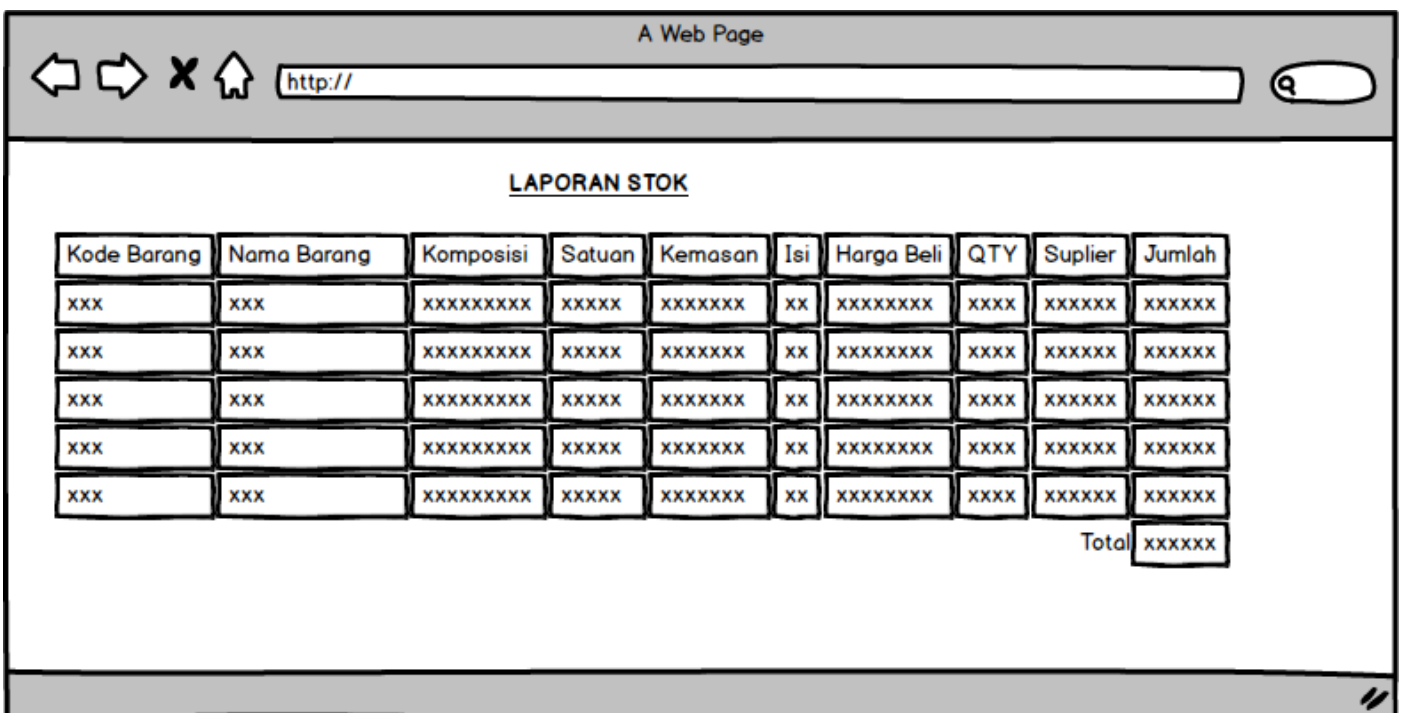 A Web Page
http://
LAPORAN STOK
Kode Barang Nama Barang Komposisi Satuan Kemasan Isi Harga Beli QTY Suplier Jumlah
xxx xxx xxxxxxxxx xxxxx xxxxxxx xx xxxxxxxx xxxx xxxxxx xxxxxx
xxx xxx xxxxxxxxx xxxxx xxxxxxx xx xxxxxxxx xxxx xxxxxx xxxxxx
xxx xxx xxxxxxxxx xxxxx xxxxxxx xx xxxxxxxx xxxx xxxxxx xxxxxx
xxx xxx xxxxxxxxx xxxxx xxxxxxx xx xxxxxxxx xxxx xxxxxx xxxxxx
xxx xxx xxxxxxxxx xxxxx xxxxxxx xx xxxxxxxx xxxx xxxxxx xxxxxx
Total xxxxxx